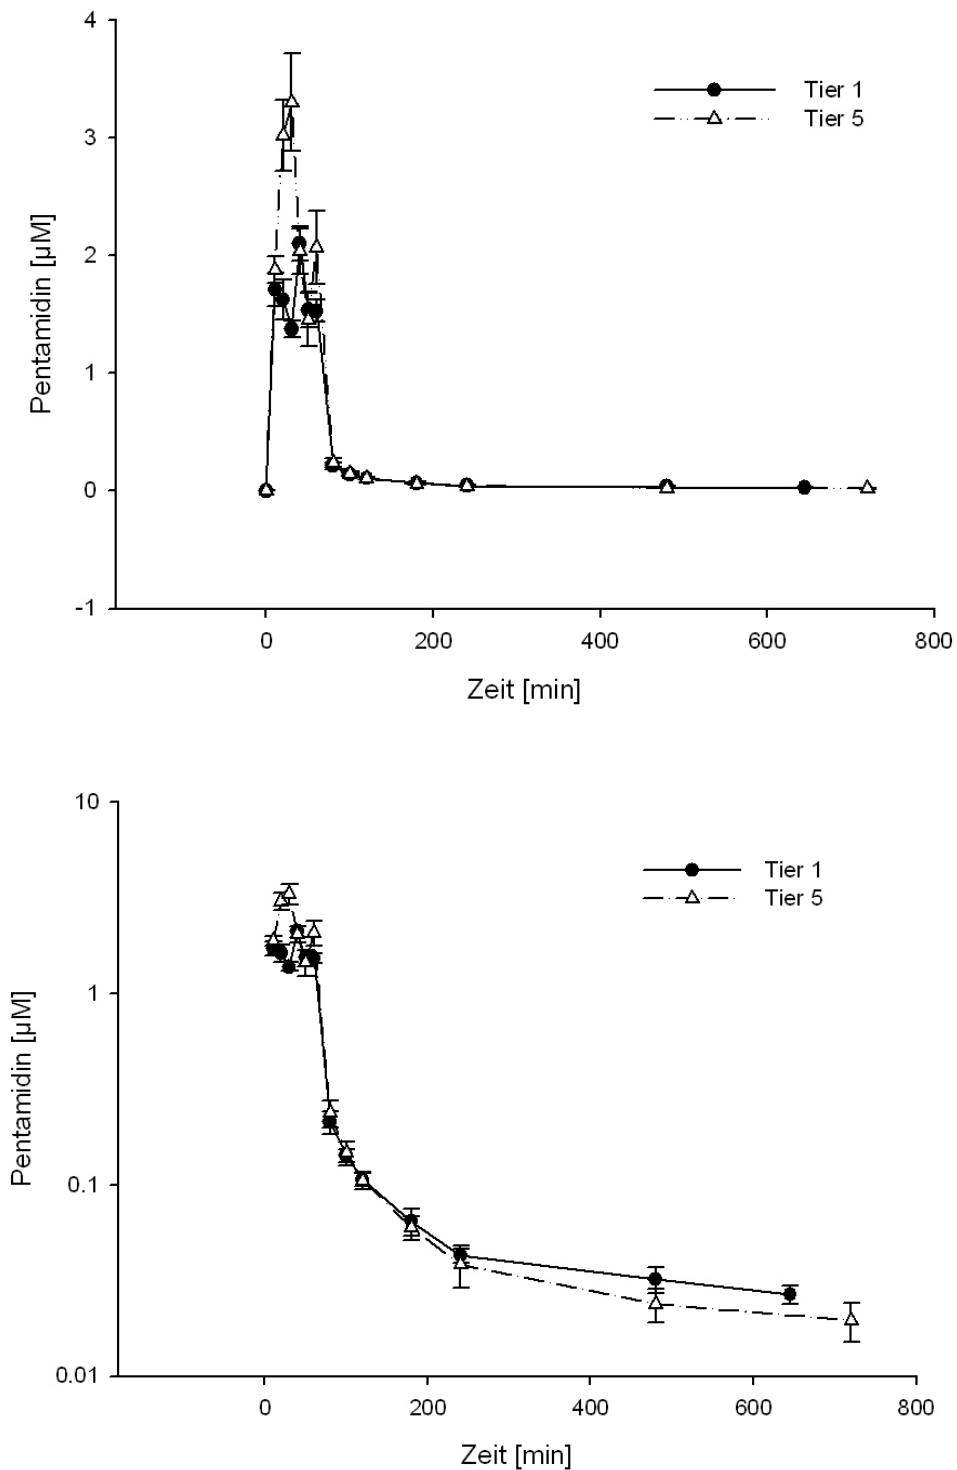 4
Tier 1
Tier 5
3
2
1
0
-1
Pentamidin [µM]
0 200 400 600 800
Zeit [min]
10
Tier 1
Tier 5
1
0.1
0.01
Pentamidin [µM]
0 200 400 600 800
Zeit [min]